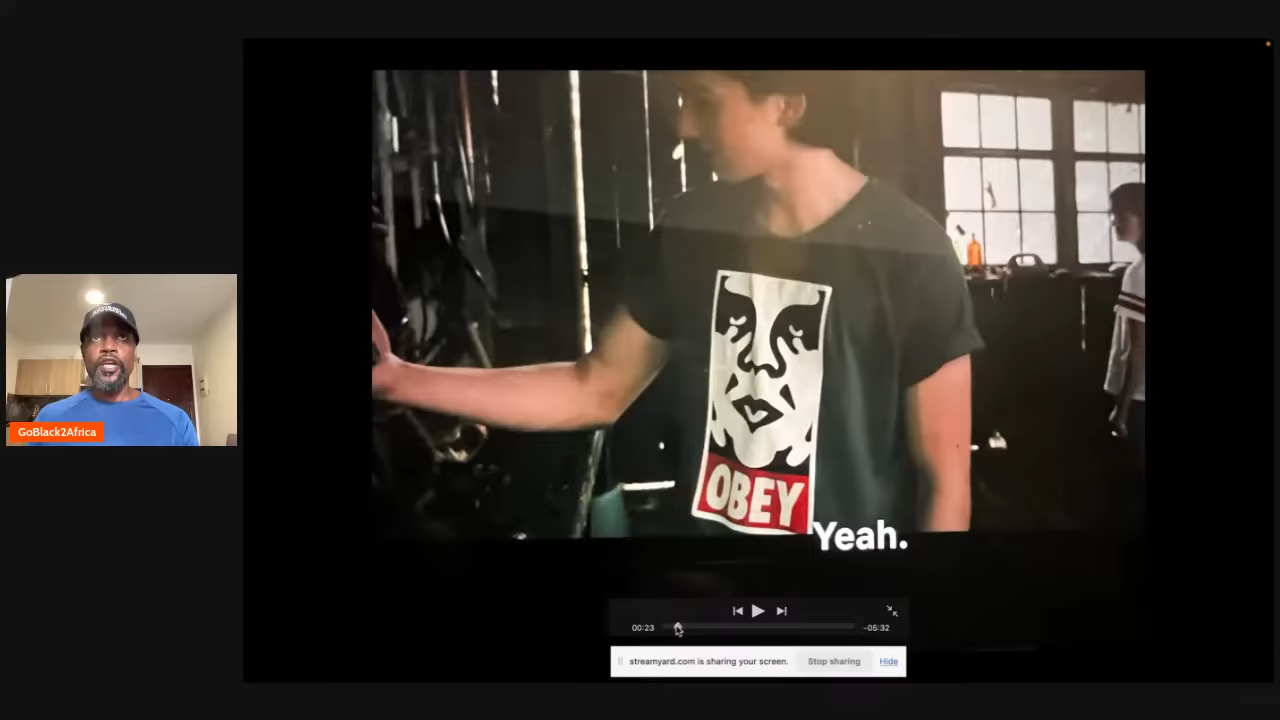 OBEY
Yeah.
00:23
-05:32
streamyard.com is sharing your screen.
Stop sharing
Hide
GoBlack2Africa